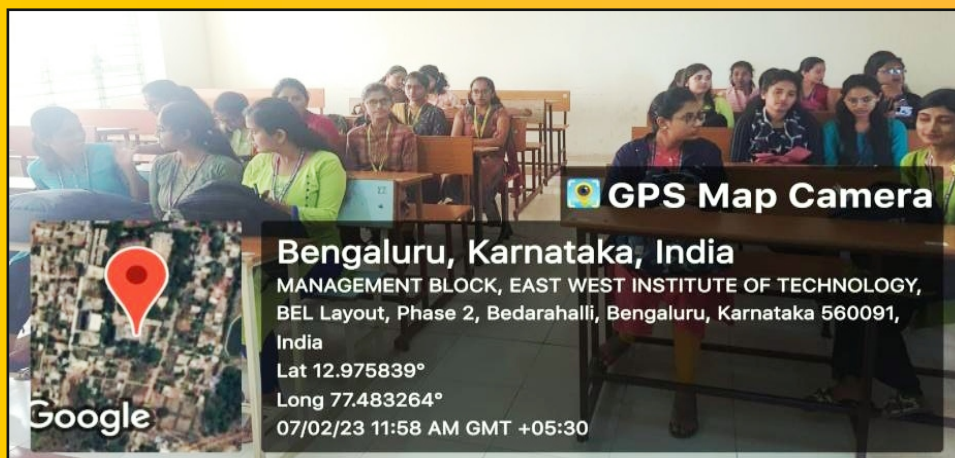 GPS Map Camera
Bengaluru, Karnataka, India
MANAGEMENT BLOCK, EAST WEST INSTITUTE OF TECHNOLOGY,
BEL Layout, Phase 2, Bedarahalli, Bengaluru, Karnataka 560091,
India
Lat 12.975839°
Long 77.483264°
07/02/23 11:58 AM GMT +05:30
Google